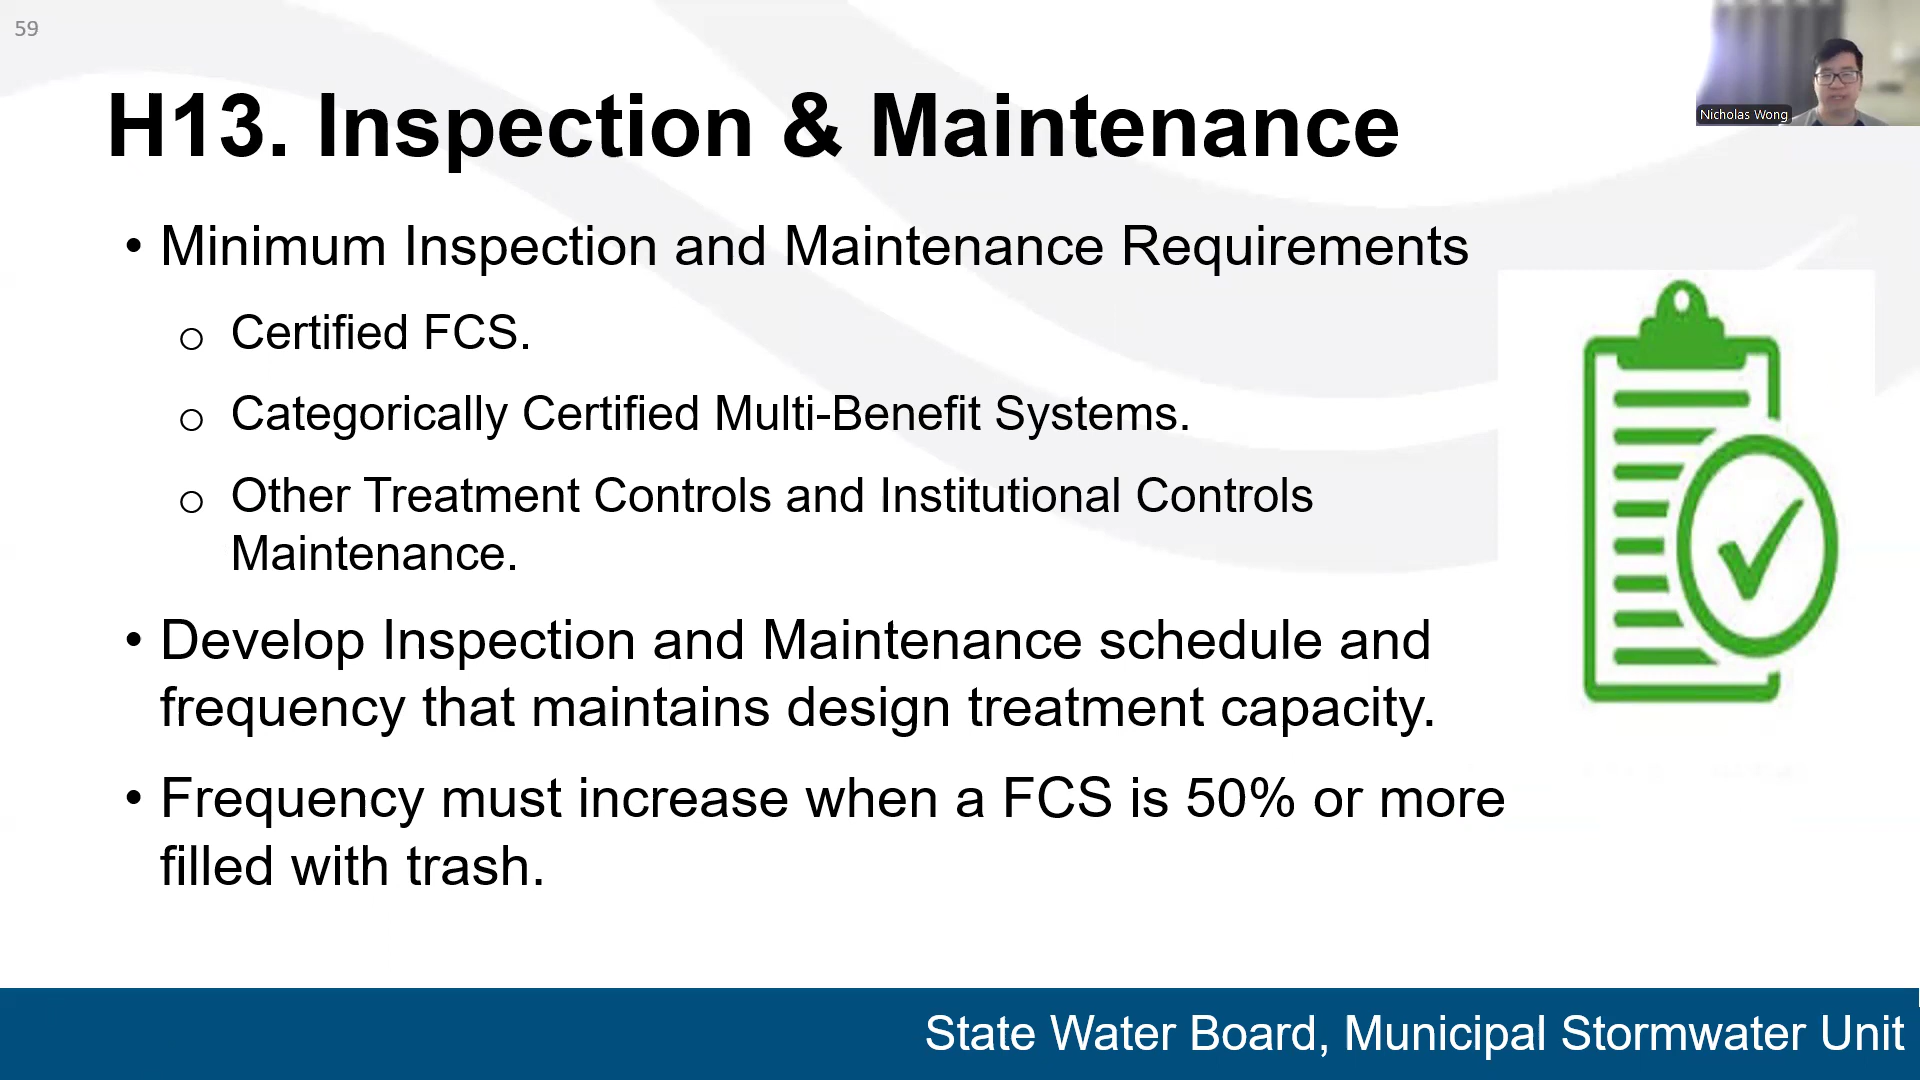 59
Nicholas Wong
H13. Inspection & Maintenance
• Minimum Inspection and Maintenance Requirements
o Certified FCS.
o Categorically Certified Multi-Benefit Systems.
o Other Treatment Controls and Institutional Controls
Maintenance.
• Develop Inspection and Maintenance schedule and
frequency that maintains design treatment capacity.
• Frequency must increase when a FCS is 50% or more
filled with trash.
State Water Board, Municipal Stormwater Unit